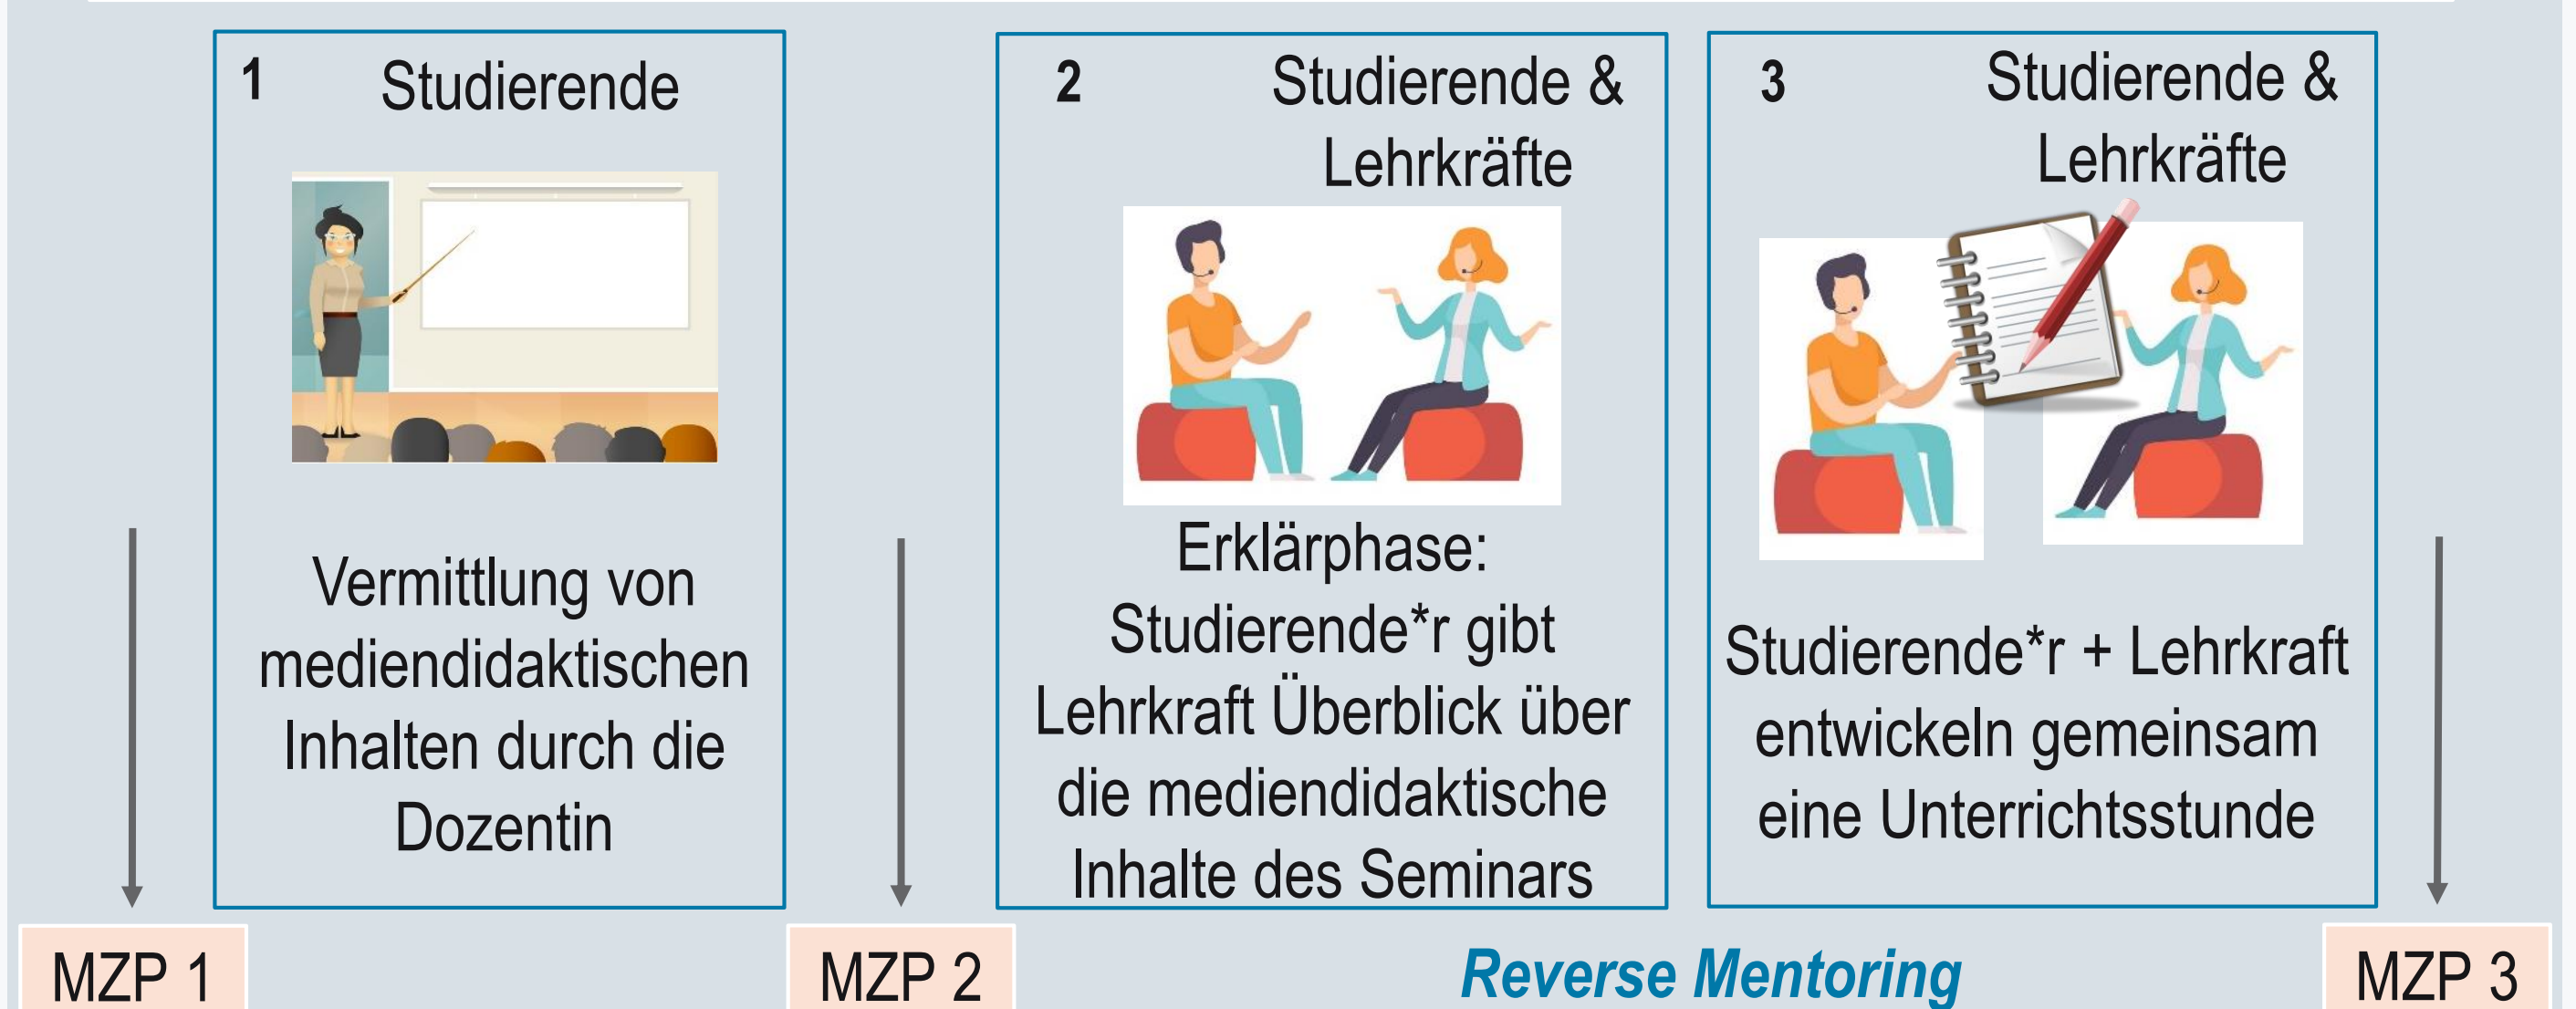 1 Studierende
Vermittlung von
mediendidaktischen
Inhalten durch die
Dozentin
2 Studierende &
Lehrkräfte
Erklärphase:
Studierende*r gibt
Lehrkraft Überblick über
die mediendidaktische
Inhalte des Seminars
3 Studierende &
Lehrkräfte
Studierende*r + Lehrkraft
entwickeln gemeinsam
eine Unterrichtsstunde
MZP 1
MZP 2
Reverse Mentoring
MZP 3